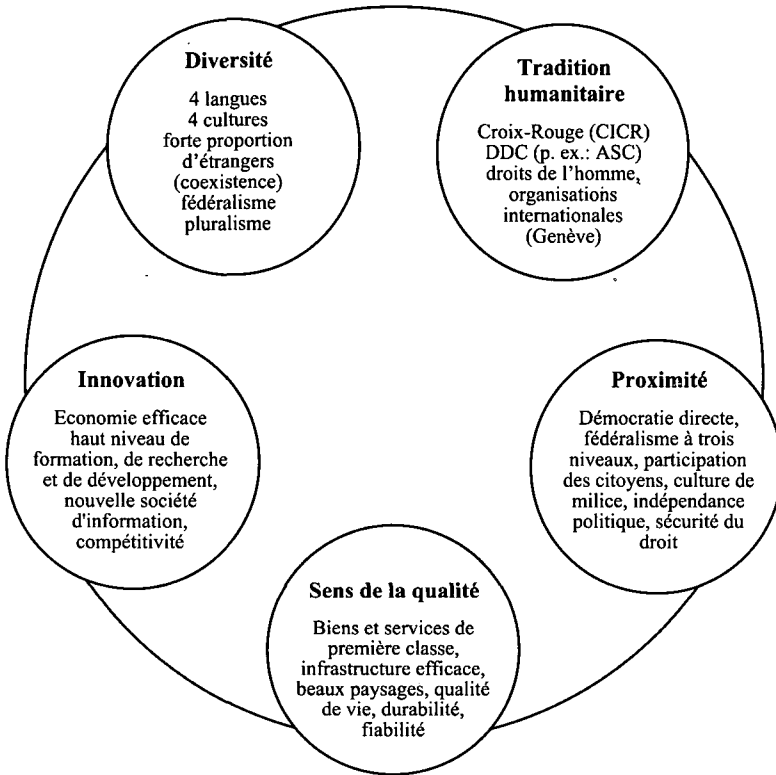 Diversité
4 langues
4 cultures
forte proportion
d'étrangers
(coexistence)
fédéralisme
pluralisme
Tradition
humanitaire
Croix-Rouge (CICR)
DDC (p. ex.: ASC)
droits de l'homme,
organisations
internationales
(Genève)
Innovation
Economie efficace
haut niveau de
formation, de recherche
et de développement,
nouvelle société
d'information,
compétitivité
Proximité
Démocratie directe,
fédéralisme à trois
niveaux, participation
des citoyens, culture de
milice, indépendance
politique, sécurité du
droit
Sens de la qualité
Biens et services de
première classe,
infrastructure efficace,
beaux paysages, qualité
de vie, durabilité,
fiabilité